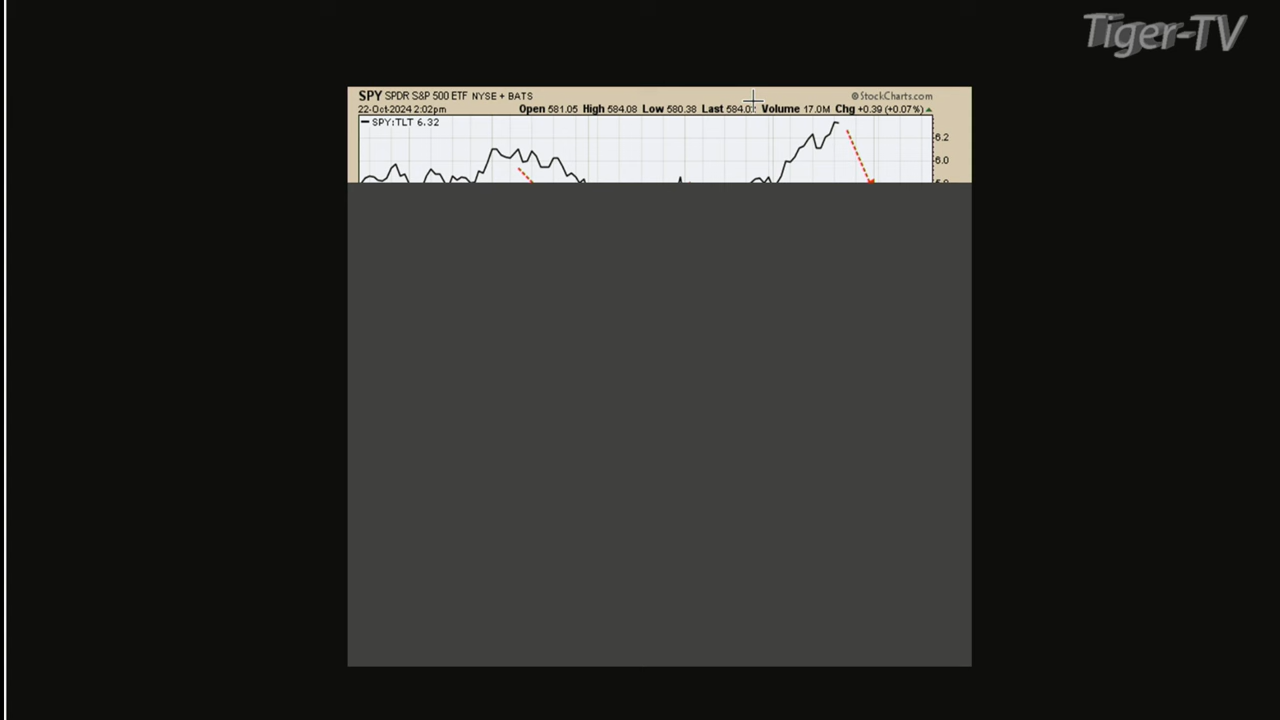 Tiger-TV
SPY SPDR S&P 500 ETF NYSE + BATS
© StockCharts.com
22-Oct-2024 2:02pm
Open 581.05 High 584.08 Low 580.38 Last Volume 17.0M Chg +0.39 (+0.07%)
SPY:TLT 6.32
6.2
6.0